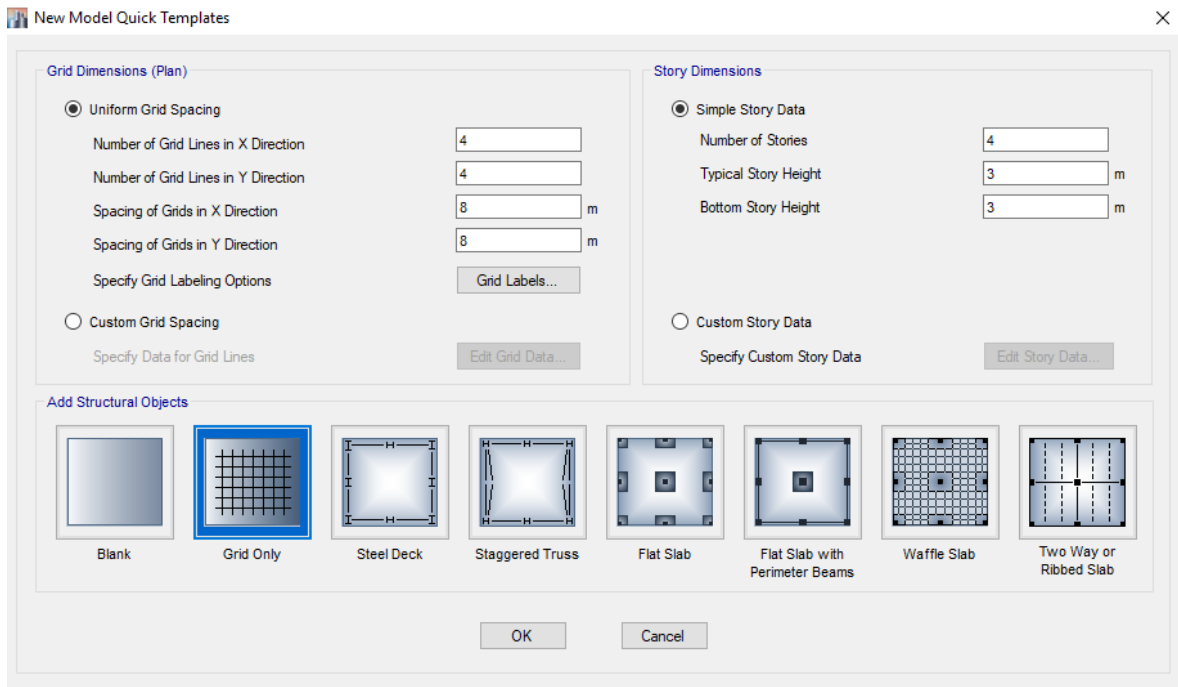 New Model Quick Templates
Grid Dimensions (Plan)
Uniform Grid Spacing
Number of Grid Lines in X Direction 4
Number of Grid Lines in Y Direction 4
Spacing of Grids in X Direction 8 m
Spacing of Grids in Y Direction 8 m
Specify Grid Labeling Options Grid Labels...
Custom Grid Spacing
Specify Data for Grid Lines Edit Grid Data...
Story Dimensions
Simple Story Data
Number of Stories 4
Typical Story Height 3 m
Bottom Story Height 3 m
Custom Story Data
Specify Custom Story Data Edit Story Data...
Add Structural Objects
Blank
Grid Only
Steel Deck
Staggered Truss
Flat Slab
Flat Slab with
Perimeter Beams
Waffle Slab
Two Way or
Ribbed Slab
OK
Cancel